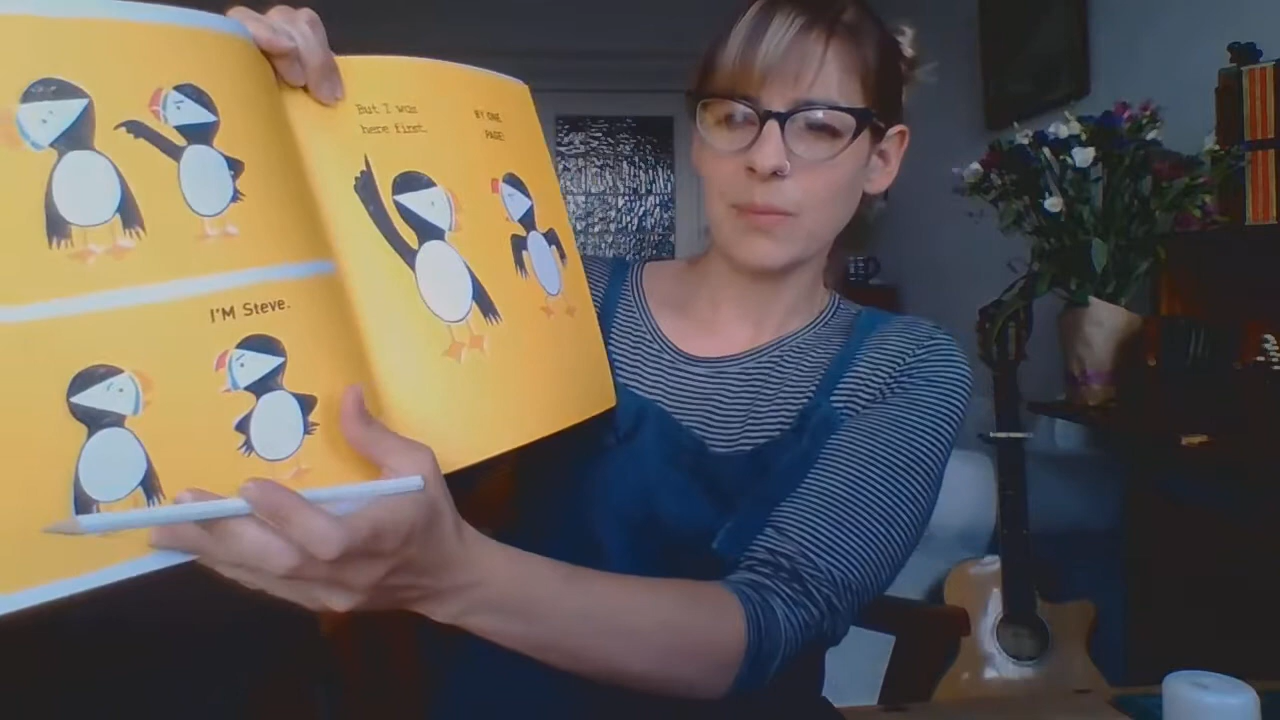 I'M Steve.
But I was
here first.
BY ONE
PAGE!